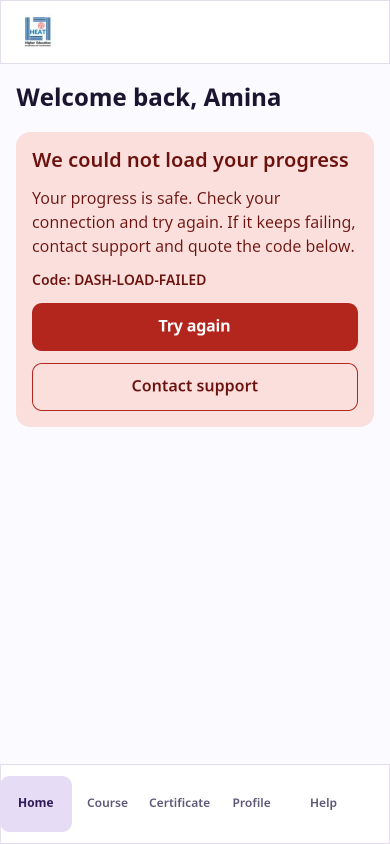 HEAT
Higher Education
Welcome back, Amina
We could not load your progress
Your progress is safe. Check your
connection and try again. If it keeps failing,
contact support and quote the code below.
Code: DASH-LOAD-FAILED
Try again
Contact support
Home
Course
Certificate
Profile
Help